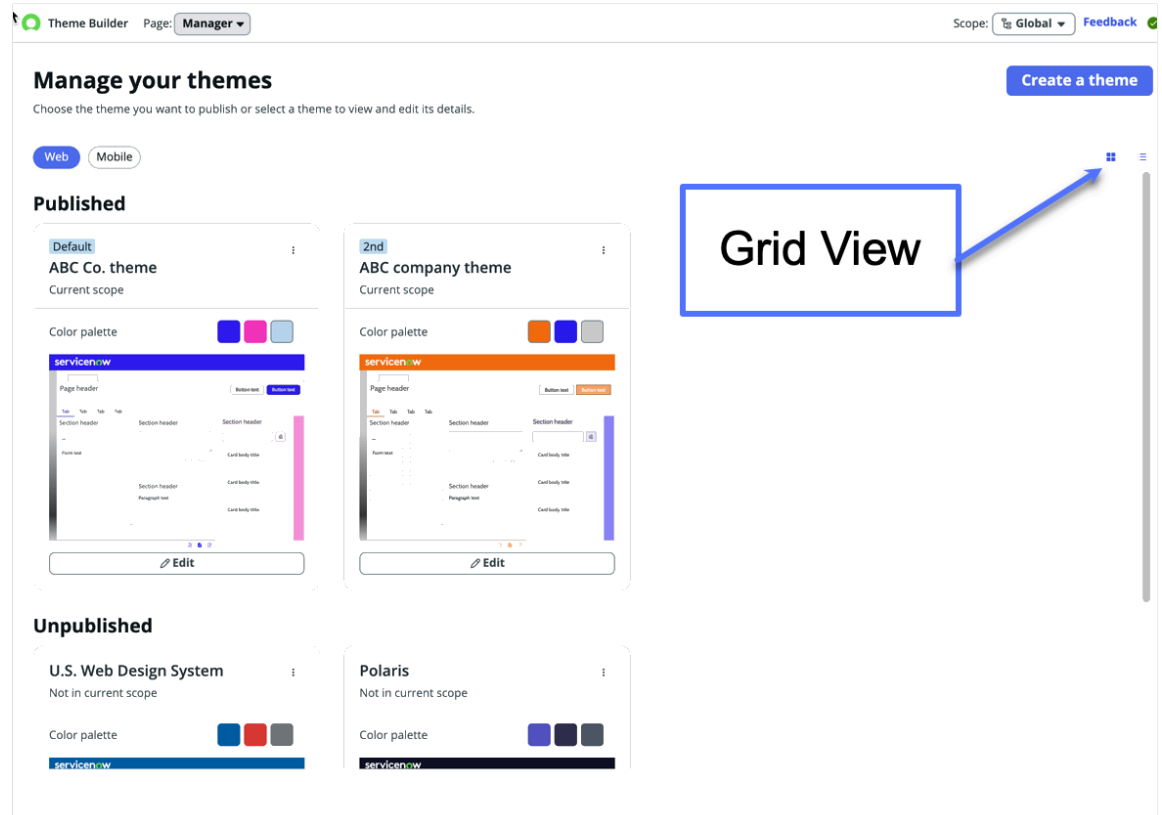 Theme Builder Page: Manager Scope: Global Feedback
Manage your themes
Create a theme
Choose the theme you want to publish or select a theme to view and edit its details.
Web Mobile
Published
Grid View
Default
ABC Co. theme
Current scope
Color palette
servicenow
Page header
Button text Button text
Tab Tab Tab Tab
Section header Section header Section header
Form text
Card body title
Card body title
Section header
Paragraph text
Card body title
Edit
2nd
ABC company theme
Current scope
Color palette
servicenow
Page header
Button text Button text
Tab Tab Tab Tab
Section header Section header Section header
Form text
Card body title
Card body title
Section header
Paragraph text
Card body title
Edit
Unpublished
U.S. Web Design System
Not in current scope
Color palette
servicenow
Polaris
Not in current scope
Color palette
servicenow